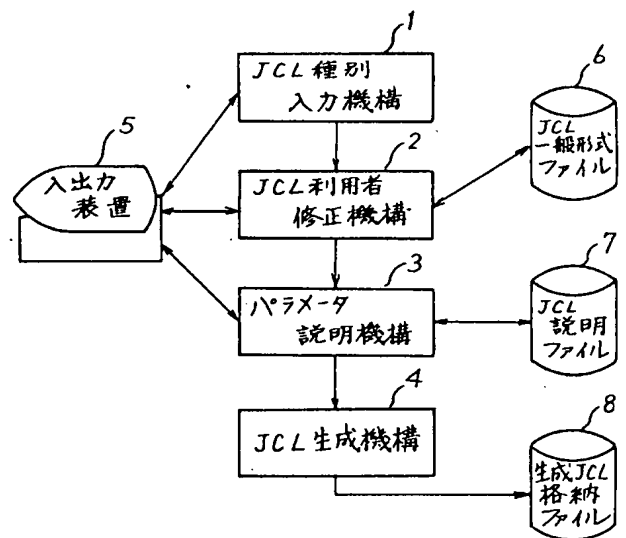 1
JCL種別
入力機構
6
JCL
一般形式
ファイル
5
入出力
装置
2
JCL利用者
修正機構
3
パラメータ
説明機構
7
JCL
説明
ファイル
4
JCL生成機構
8
生成JCL
格納
ファイル